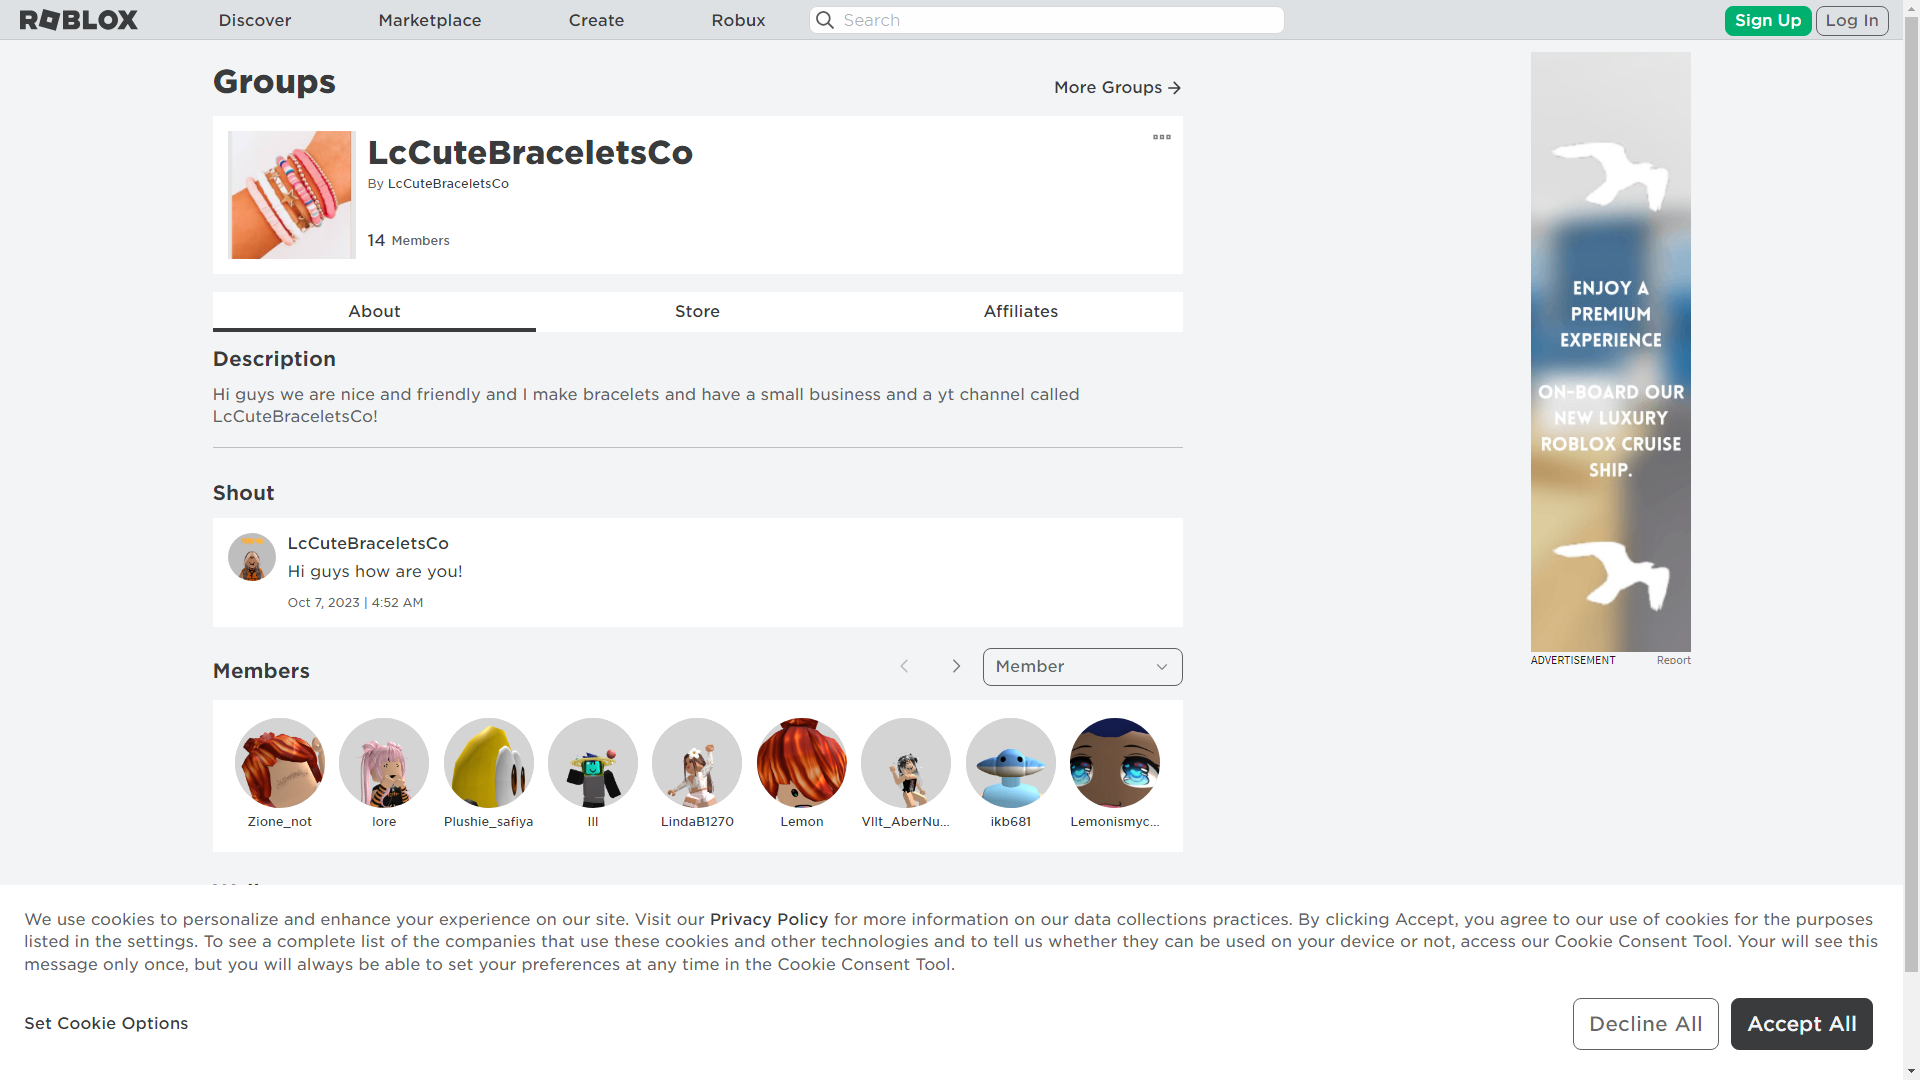 ROBLOX
Discover
Marketplace
Create
Robux
Search
Sign Up
Log In
Groups
More Groups
LcCuteBraceletsCo
By LcCuteBraceletsCo
14 Members
About
Store
Affiliates
Description
Hi guys we are nice and friendly and I make bracelets and have a small business and a yt channel called
LcCuteBraceletsCo!
Shout
LcCuteBraceletsCo
Hi guys how are you!
Oct 7, 2023 | 4:52 AM
Members
Member
Zione_not
lore
Plushie_safiya
LindaB1270
Lemon
ikb681
Lemonismyc...
ENJOY A
PREMIUM
EXPERIENCE
ON-BOARD OUR
NEW LUXURY
ROBLOX CRUISE
SHIP.
ADVERTISEMENT
Report
We use cookies to personalize and enhance your experience on our site. Visit our Privacy Policy for more information on our data collections practices. By clicking Accept, you agree to our use of cookies for the purposes
listed in the settings. To see a complete list of the companies that use these cookies and other technologies and to tell us whether they can be used on your device or not, access our Cookie Consent Tool. Your will see this
message only once, but you will always be able to set your preferences at any time in the Cookie Consent Tool.
Set Cookie Options
Decline All
Accept All